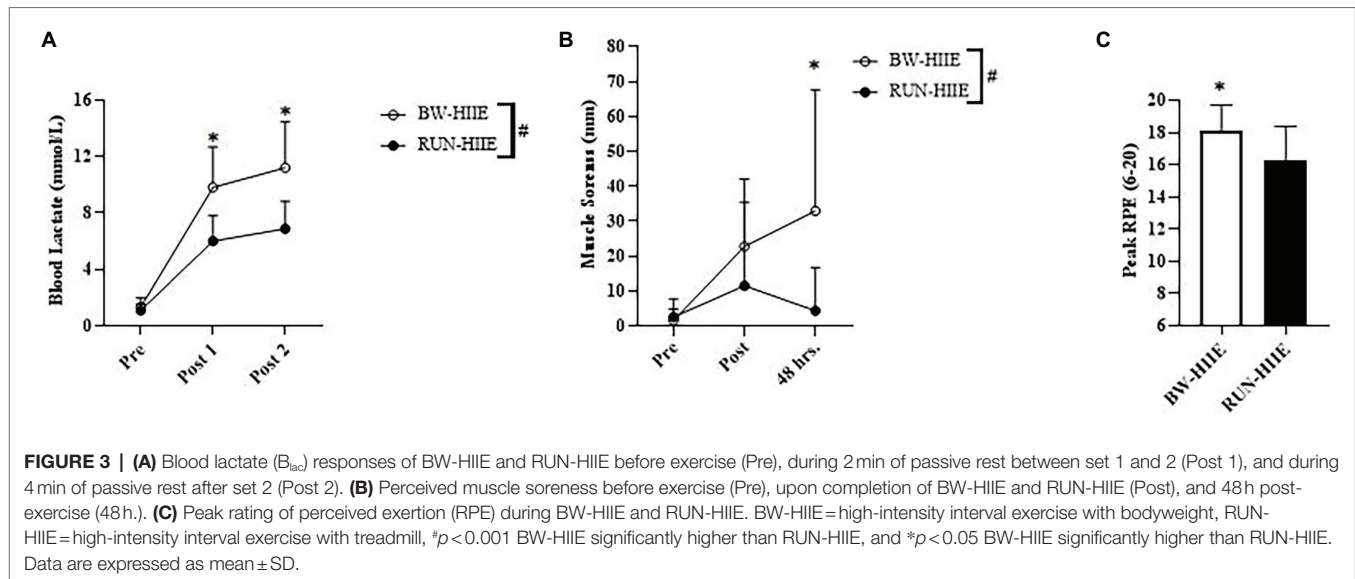 A
Blood Lactate (mmol/L)
16
12
8
4
0
Pre
Post 1
Post 2
*
*
BW-HIIE
RUN-HIIE
#
B
Muscle Sorenss (mm)
80
70
60
50
40
30
20
10
0
Pre
Post
48 hrs.
*
BW-HIIE
RUN-HIIE
#
C
Peak RPE (6-20)
20
18
16
14
12
10
8
6
*
BW-HIIE
RUN-HIIE
FIGURE 3 | (A) Blood lactate (Blac) responses of BW-HIIE and RUN-HIIE before exercise (Pre), during 2 min of passive rest between set 1 and 2 (Post 1), and during
4 min of passive rest after set 2 (Post 2). (B) Perceived muscle soreness before exercise (Pre), upon completion of BW-HIIE and RUN-HIIE (Post), and 48 h post-
exercise (48 h.). (C) Peak rating of perceived exertion (RPE) during BW-HIIE and RUN-HIIE. BW-HIIE = high-intensity interval exercise with bodyweight, RUN-
HIIE = high-intensity interval exercise with treadmill, #p < 0.001 BW-HIIE significantly higher than RUN-HIIE, and *p < 0.05 BW-HIIE significantly higher than RUN-HIIE.
Data are expressed as mean ± SD.